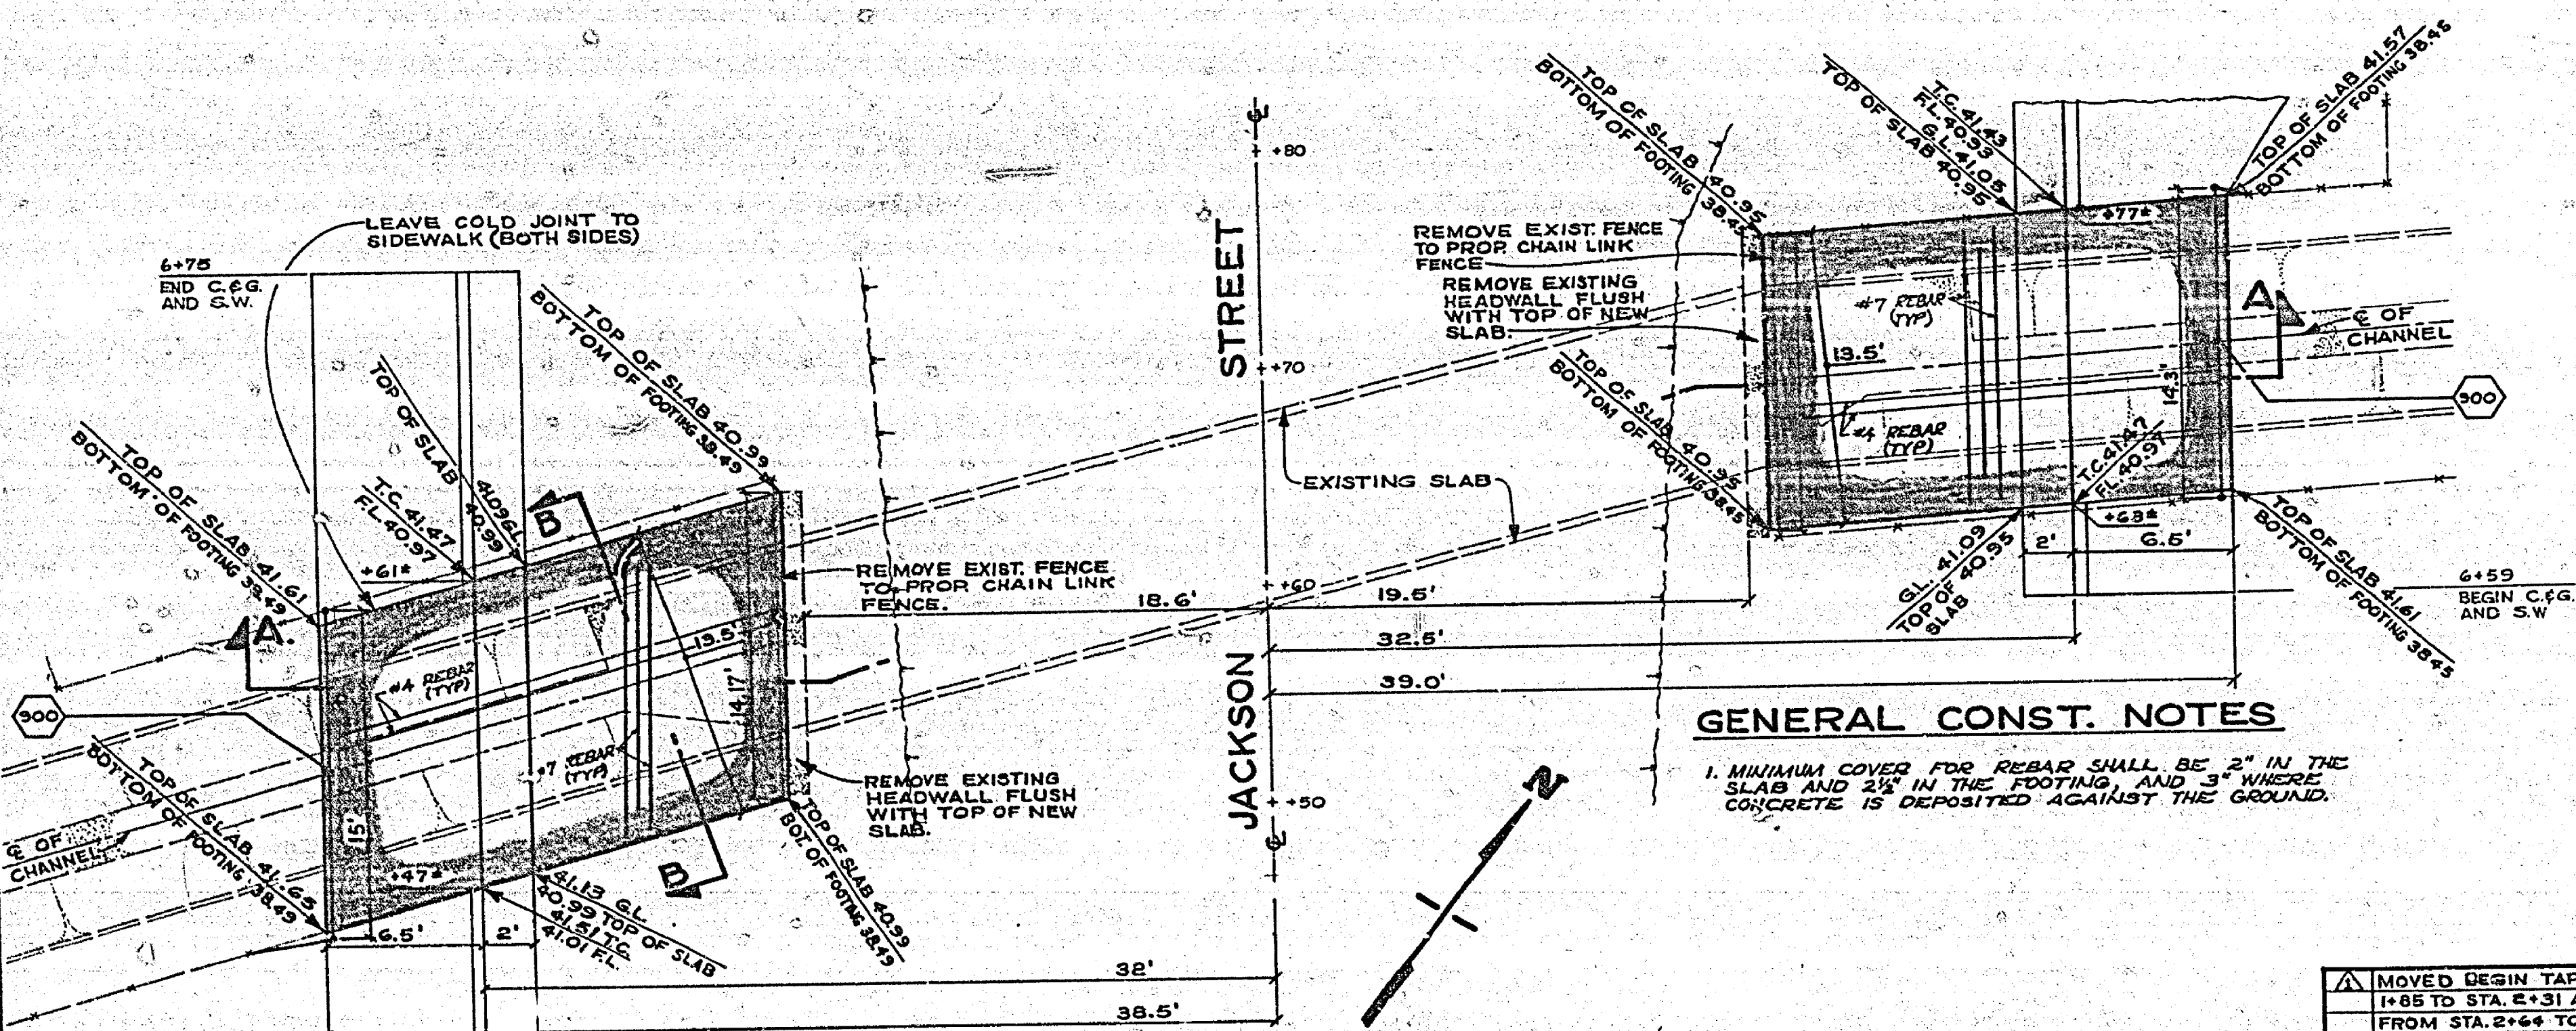 LEAVE COLD JOINT TO
SIDEWALK (BOTH SIDES)
6+75
END C.&G.
AND S.W.
TOP OF SLAB 40.99
BOTTOM OF FOOTING 38.49
TOP OF SLAB
41.09 G.L.
40.99
T.C. 41.47
F.L. 40.97
+61±
TOP OF SLAB 41.61
BOTTOM OF FOOTING 38.49
B
A
900
#4 REBAR
(TYP)
13.5'
14.17'
#7 REBAR
(TYP)
15'
+47±
B
TOP OF SLAB 41.65
BOTTOM OF FOOTING 38.49
℄ OF
CHANNEL
6.5'
2'
41.13 G.L.
40.99 TOP OF SLAB
41.51 T.C.
41.01 F.L.
TOP OF SLAB 40.99
BOT. OF FOOTING 38.49
REMOVE EXIST. FENCE
TO PROP. CHAIN LINK
FENCE.
REMOVE EXISTING
HEADWALL FLUSH
WITH TOP OF NEW
SLAB.
18.6'
32'
38.5'
℄
+80
STREET
+70
EXISTING SLAB
+60
JACKSON
+50
℄
19.5'
32.5'
39.0'
TOP OF SLAB 40.95
BOTTOM OF FOOTING 38.45
REMOVE EXIST. FENCE
TO PROP. CHAIN LINK
FENCE
REMOVE EXISTING
HEADWALL FLUSH
WITH TOP OF NEW
SLAB.
TOP OF SLAB 40.95
BOTTOM OF FOOTING 38.45
T.C. 41.43
F.L. 40.93
G.L. 41.05
TOP OF SLAB 40.95
TOP OF SLAB 41.57
BOTTOM OF FOOTING 38.45
+77±
#7 REBAR
(TYP)
13.5'
14.3'
#4 REBAR
(TYP)
A
℄ OF
CHANNEL
900
T.C. 41.47
F.L. 40.97
+63±
2'
6.5'
G.L. 41.09
TOP OF 40.95
SLAB
TOP OF SLAB 41.61
BOTTOM OF FOOTING 38.45
6+59
BEGIN C.&G.
AND S.W
GENERAL CONST. NOTES
1. MINIMUM COVER FOR REBAR SHALL BE 2" IN THE
SLAB AND 2½" IN THE FOOTING, AND 3" WHERE
CONCRETE IS DEPOSITED AGAINST THE GROUND.
N
1 MOVED BEGIN TAP
1+85 TO STA. 2+31 A
FROM STA. 2+64 TO